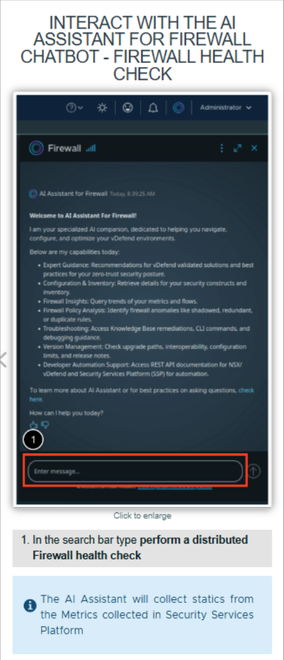 INTERACT WITH THE AI
ASSISTANT FOR FIREWALL
CHATBOT - FIREWALL HEALTH
CHECK
Administrator
Firewall
AI Assistant for Firewall Today, 8:39:25 AM
Welcome to AI Assistant For Firewall!
I am your specialized AI companion, dedicated to helping you navigate,
configure, and optimize your vDefend environments.
Below are my capabilities today:
• Expert Guidance: Recommendations for vDefend validated solutions and best
practices for your zero-trust security posture.
• Configuration & Inventory: Retrieve details for your security constructs and
inventory.
• Firewall Insights: Query trends of your metrics and flows.
• Firewall Policy Analysis: Identify firewall anomalies like shadowed, redundant,
or duplicate rules.
• Troubleshooting: Access Knowledge Base remediations, CLI commands, and
debugging guidance.
• Version Management: Check upgrade paths, interoperability, configuration
limits, and release notes.
• Developer Automation Support: Access REST API documentation for NSX/
vDefend and Security Services Platform (SSP) for automation.
To learn more about AI Assistant or for best practices on asking questions, check
here.
How can I help you today?
1
Enter message...
Click to enlarge
1. In the search bar type perform a distributed
Firewall health check
The AI Assistant will collect statics from
the Metrics collected in Security Services
Platform